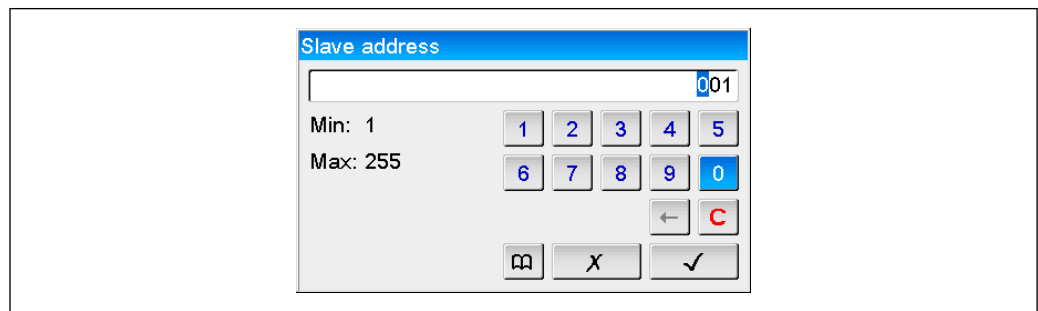 Slave address
001
Min: 1
Max: 255
1 2 3 4 5
6 7 8 9 0
← C
X ✓